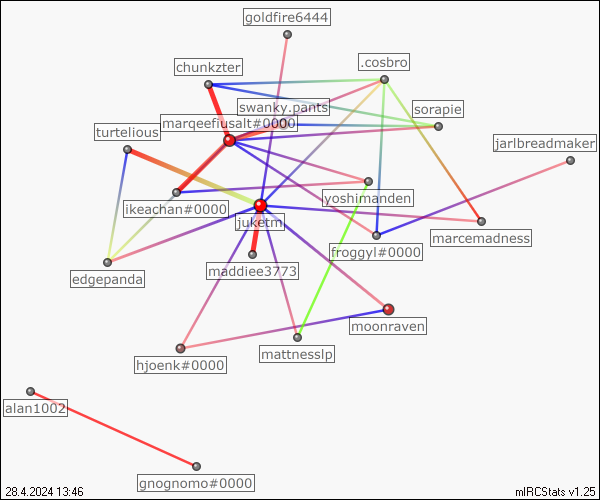 goldfire6444
.cosbro
chunkzter
swanky.pants
sorapie
marqeefiusalt#0000
turtelious
jarlbreadmaker
yoshimanden
ikeachan#0000
juketm
marcemadness
froggyl#0000
maddiee3773
edgepanda
moonraven
mattnesslp
hjoenk#0000
alan1002
gnognomo#0000
28.4.2024 13:46
mIRCStats v1.25